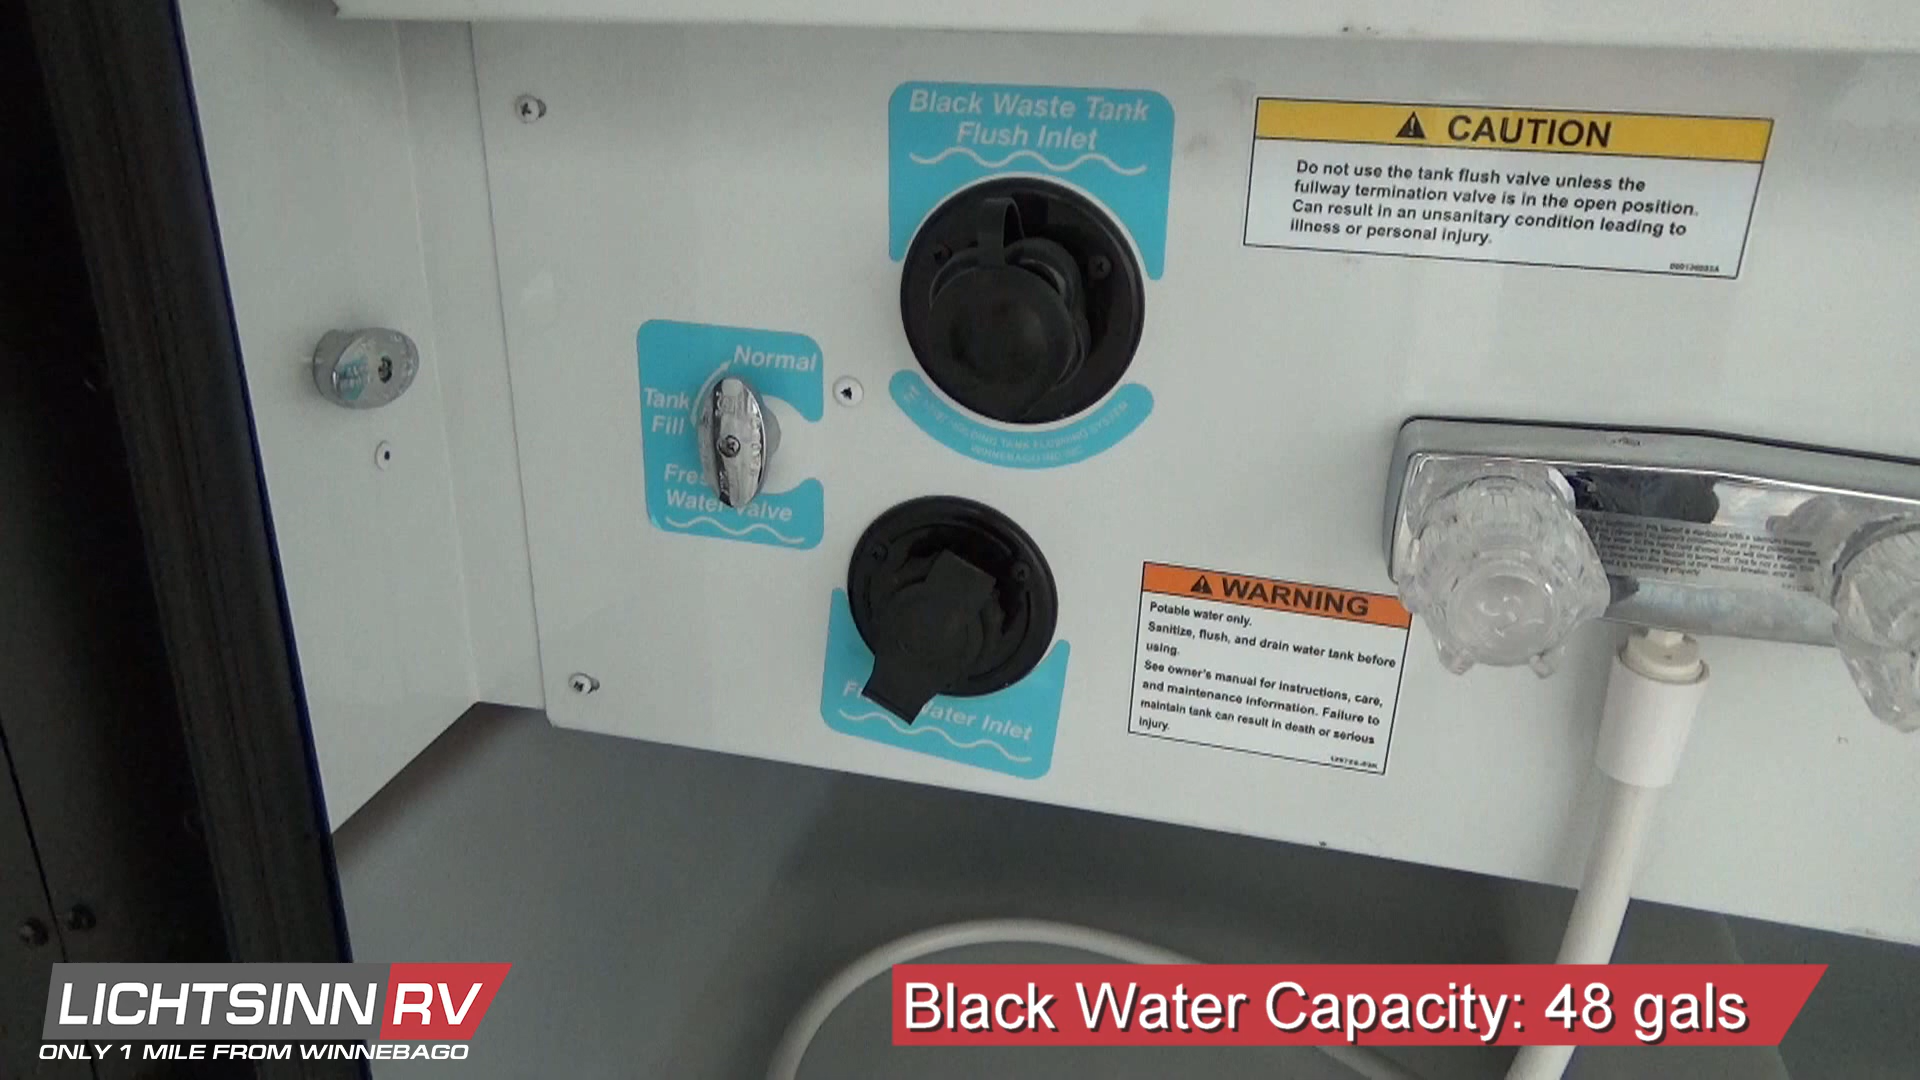 Black Waste Tank
Flush Inlet
CAUTION
Do not use the tank flush valve unless the
fullway termination valve is in the open position.
Can result in an unsanitary condition leading to
illness or personal injury.
Normal
Tank
Fill
Water Valve
HOLDING TANK FLUSHING SYSTEM
Water Inlet
WARNING
Potable water only.
Sanitize, flush, and drain water tank before
using.
See owner's manual for instructions, care,
and maintenance information. Failure to
maintain tank can result in death or serious
injury.
LICHTSINN RV
ONLY 1 MILE FROM WINNEBAGO
Black Water Capacity: 48 gals